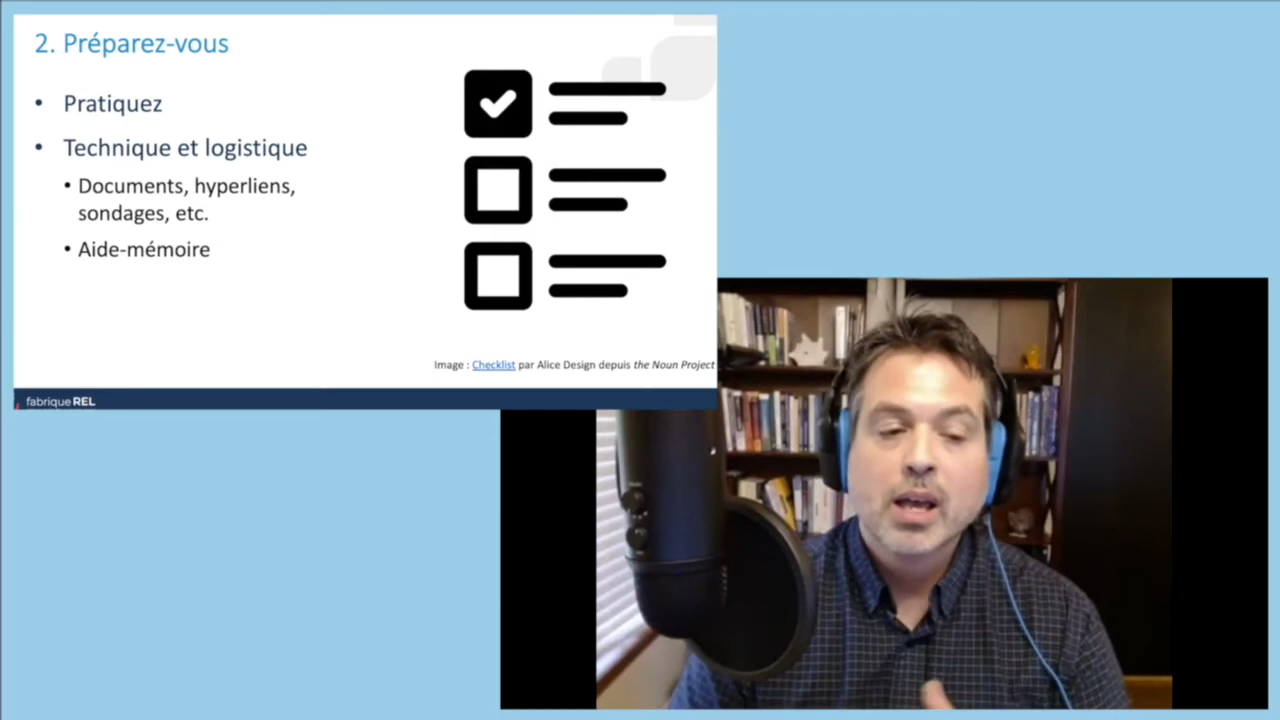 2. Préparez-vous
• Pratiquez
• Technique et logistique
• Documents, hyperliens,
sondages, etc.
• Aide-mémoire
Image : Checklist par Alice Design depuis the Noun Project
fabrique REL